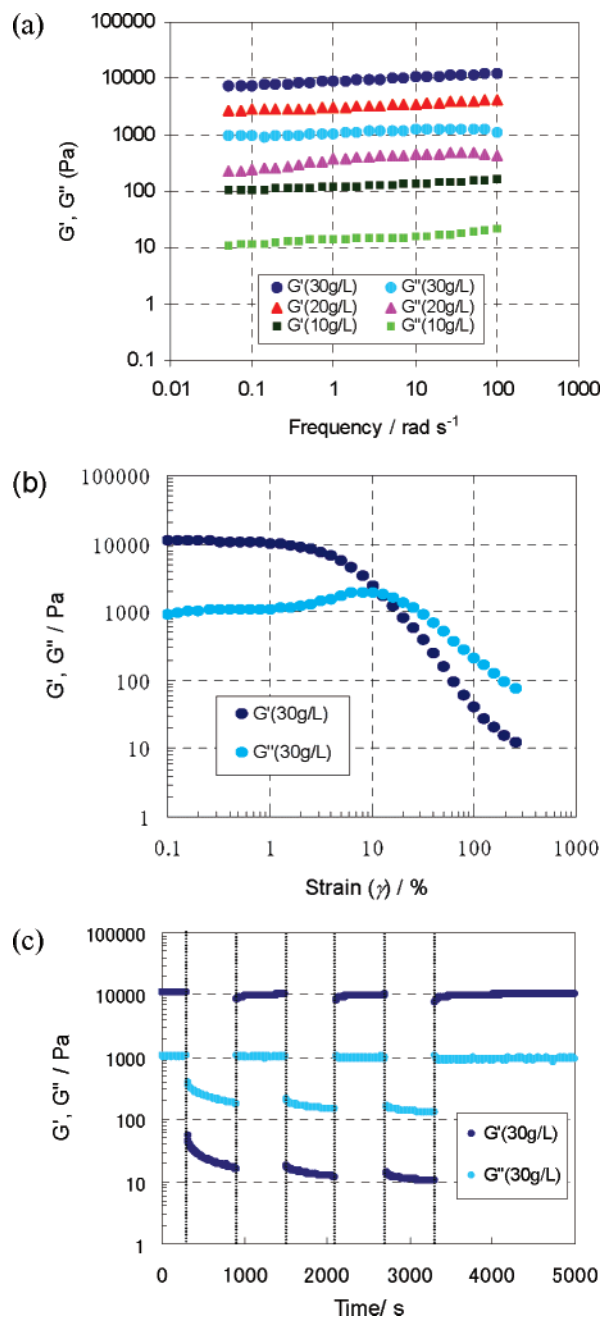 (a)
100000
10000
1000
100
10
1
0.1
G', G'' (Pa)
G'(30g/L) G''(30g/L)
G'(20g/L) G''(20g/L)
G'(10g/L) G''(10g/L)
0.01 0.1 1 10 100 1000
Frequency / rad s-1
(b)
100000
10000
1000
100
10
1
G', G'' / Pa
G'(30g/L)
G''(30g/L)
0.1 1 10 100 1000
Strain (γ) / %
(c)
100000
10000
1000
100
10
1
G', G'' / Pa
G'(30g/L)
G''(30g/L)
0 1000 2000 3000 4000 5000
Time/ s